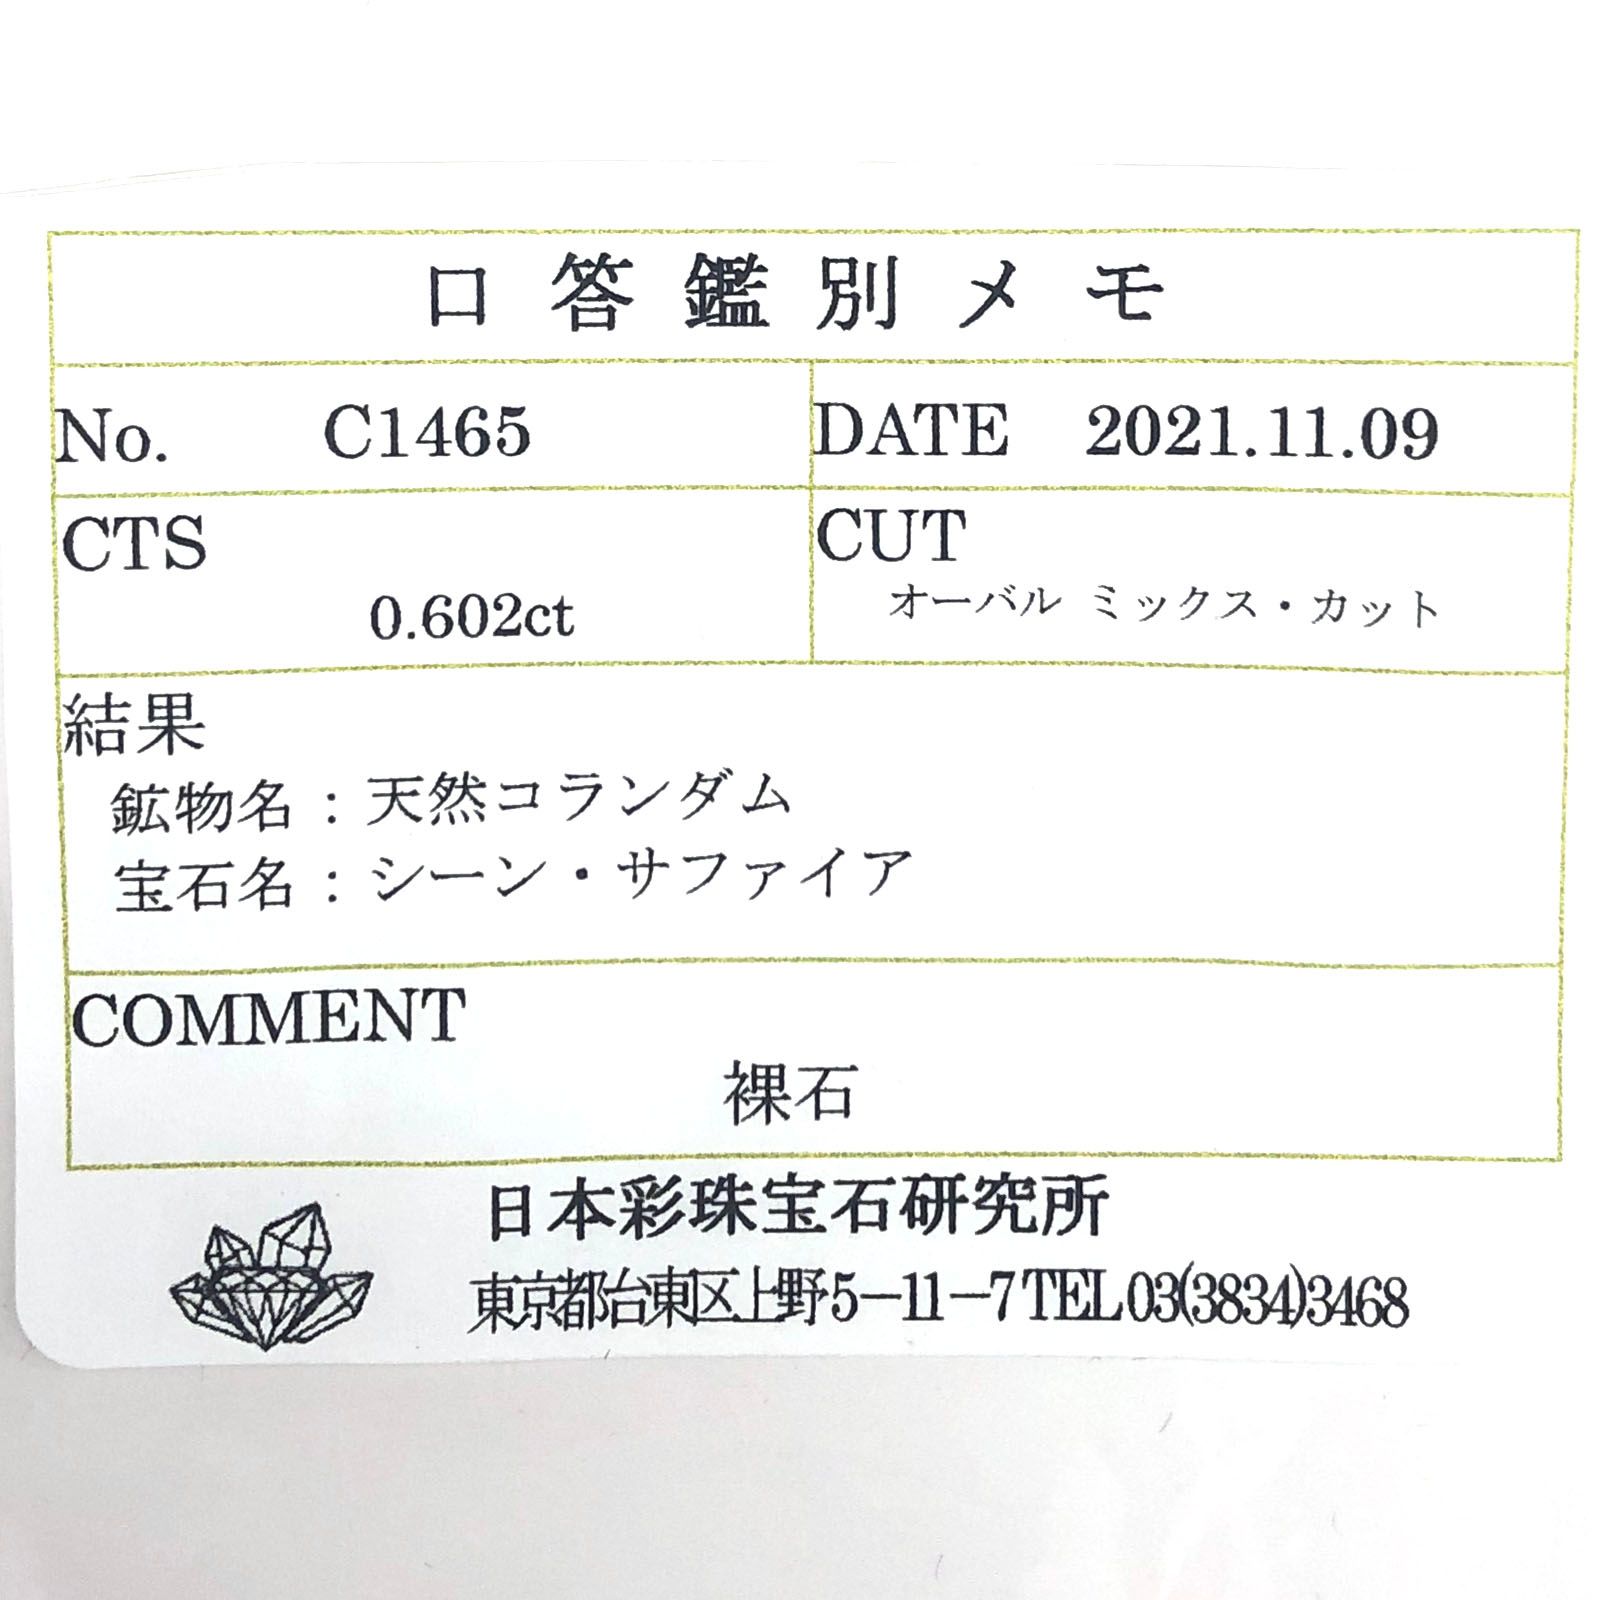 口答鑑別メモ
No. C1465
DATE 2021.11.09
CTS
0.602ct
CUT
オーバル ミックス・カット
結果
鉱物名：天然コランダム
宝石名：シーン・サファイア
COMMENT
裸石
日本彩珠宝石研究所
東京都台東区上野5－11－7 TEL 03(3834)3468